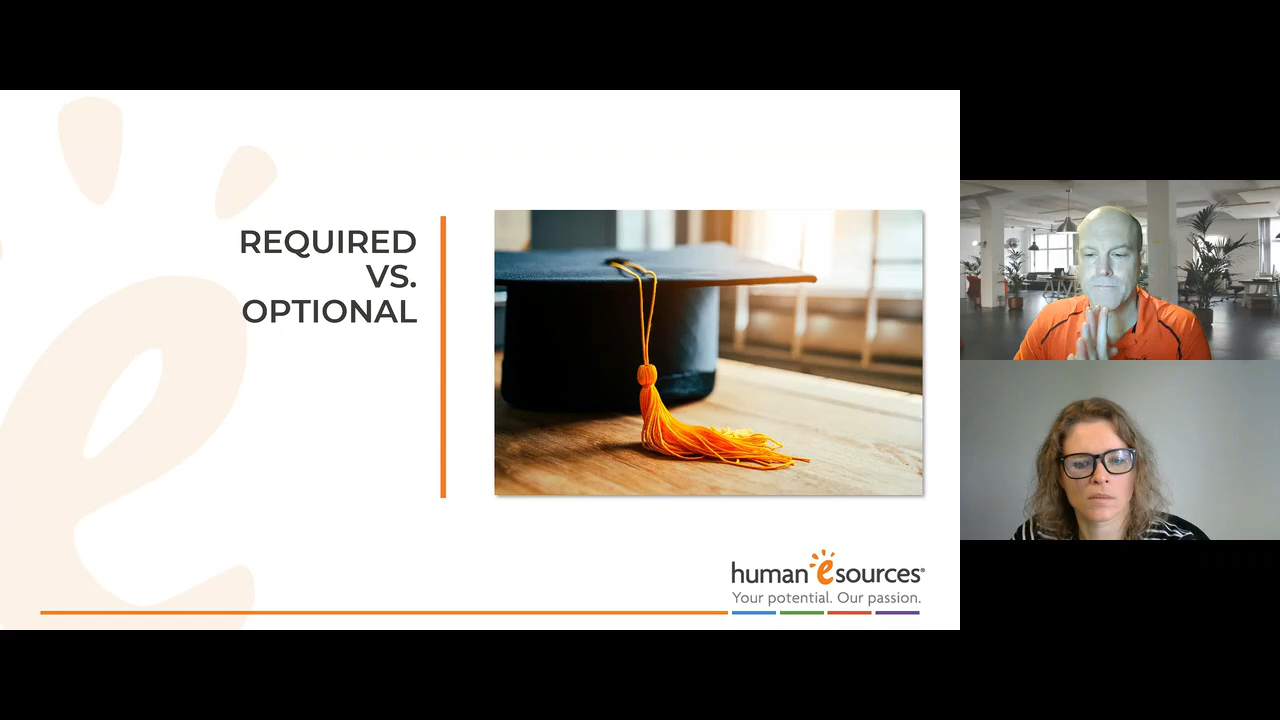 REQUIRED
VS.
OPTIONAL
human esources®
Your potential. Our passion.